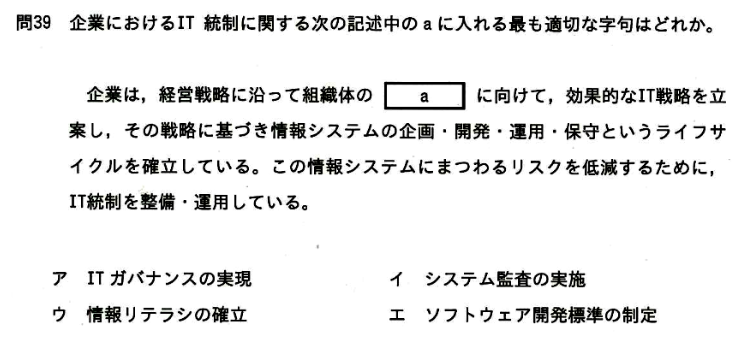 問39 企業におけるIT 統制に関する次の記述中の a に入れる最も適切な字句はどれか。
企業は，経営戦略に沿って組織体の a に向けて，効果的なIT戦略を立
案し，その戦略に基づき情報システムの企画・開発・運用・保守というライフサ
イクルを確立している。この情報システムにまつわるリスクを低減するために，
IT統制を整備・運用している。
ア IT ガバナンスの実現 イ システム監査の実施
ウ 情報リテラシの確立 エ ソフトウェア開発標準の制定